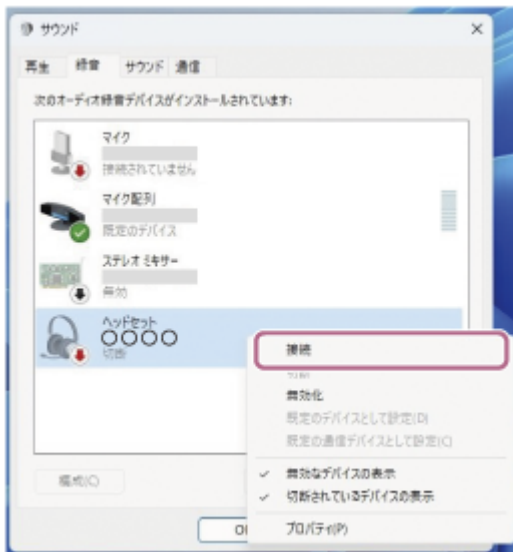 サウンド
再生 録音 サウンド 通信
次のオーディオ録音デバイスがインストールされています:
マイク
接続されていません
マイク配列
既定のデバイス
ステレオ ミキサー
無効
ヘッドセット
○○○○
切断
接続
切断
無効化
既定のデバイスとして設定(D)
既定の通信デバイスとして設定(C)
無効なデバイスの表示
切断されているデバイスの表示
プロパティ(P)
構成(C)